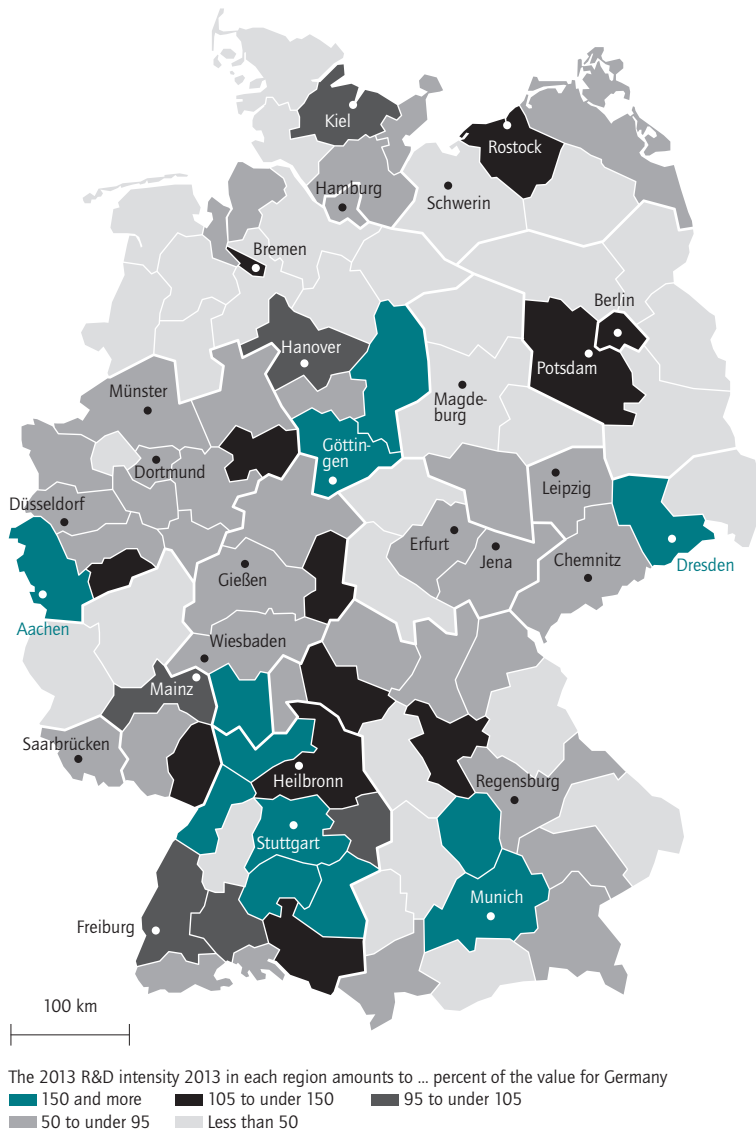 Kiel
Rostock
Hamburg
Schwerin
Bremen
Berlin
Hanover
Potsdam
Münster
Magde-
burg
Göttin-
gen
Dortmund
Leipzig
Düsseldorf
Erfurt
Jena
Chemnitz
Dresden
Gießen
Aachen
Wiesbaden
Mainz
Saarbrücken
Heilbronn
Regensburg
Stuttgart
Munich
Freiburg
100 km
The 2013 R&D intensity 2013 in each region amounts to ... percent of the value for Germany
150 and more 105 to under 150 95 to under 105
50 to under 95 Less than 50